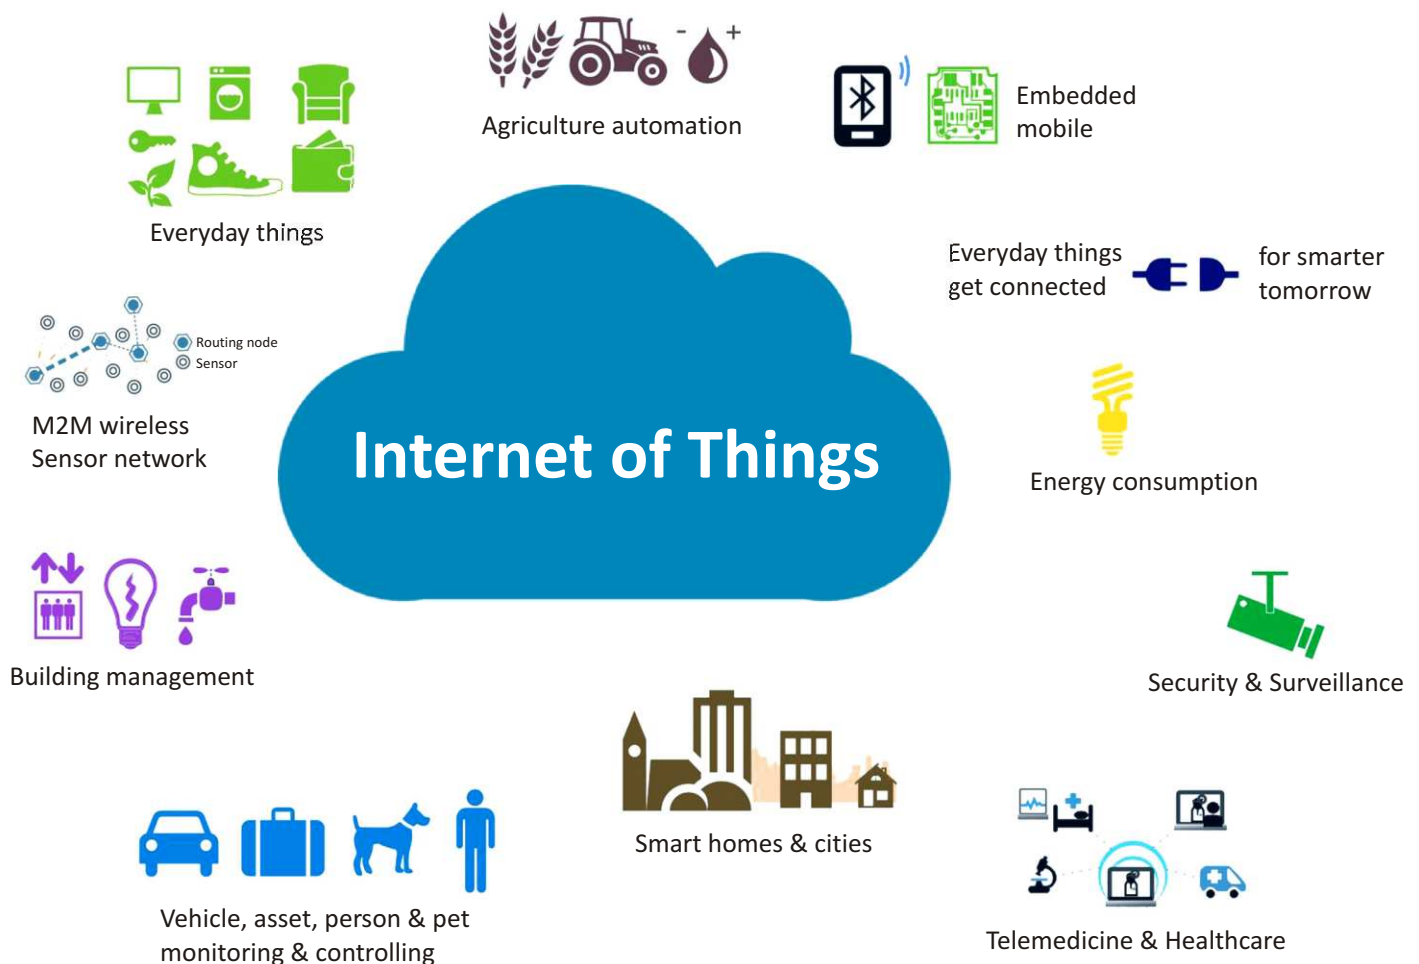 Agriculture automation
Embedded
mobile
Everyday things
Everyday things
get connected
for smarter
tomorrow
Routing node
Sensor
M2M wireless
Sensor network
Internet of Things
Energy consumption
Building management
Security & Surveillance
Smart homes & cities
Vehicle, asset, person & pet
monitoring & controlling
Telemedicine & Healthcare